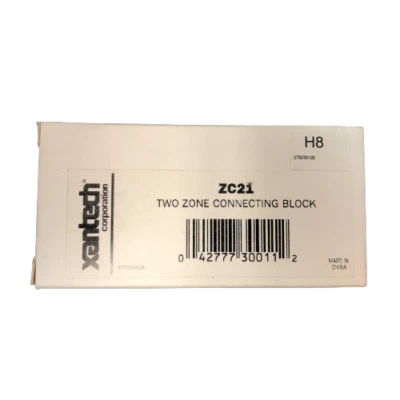 H8
xantech
corporation
ZC21
TWO ZONE CONNECTING BLOCK
0 42777 30011 2
MADE IN
CHINA